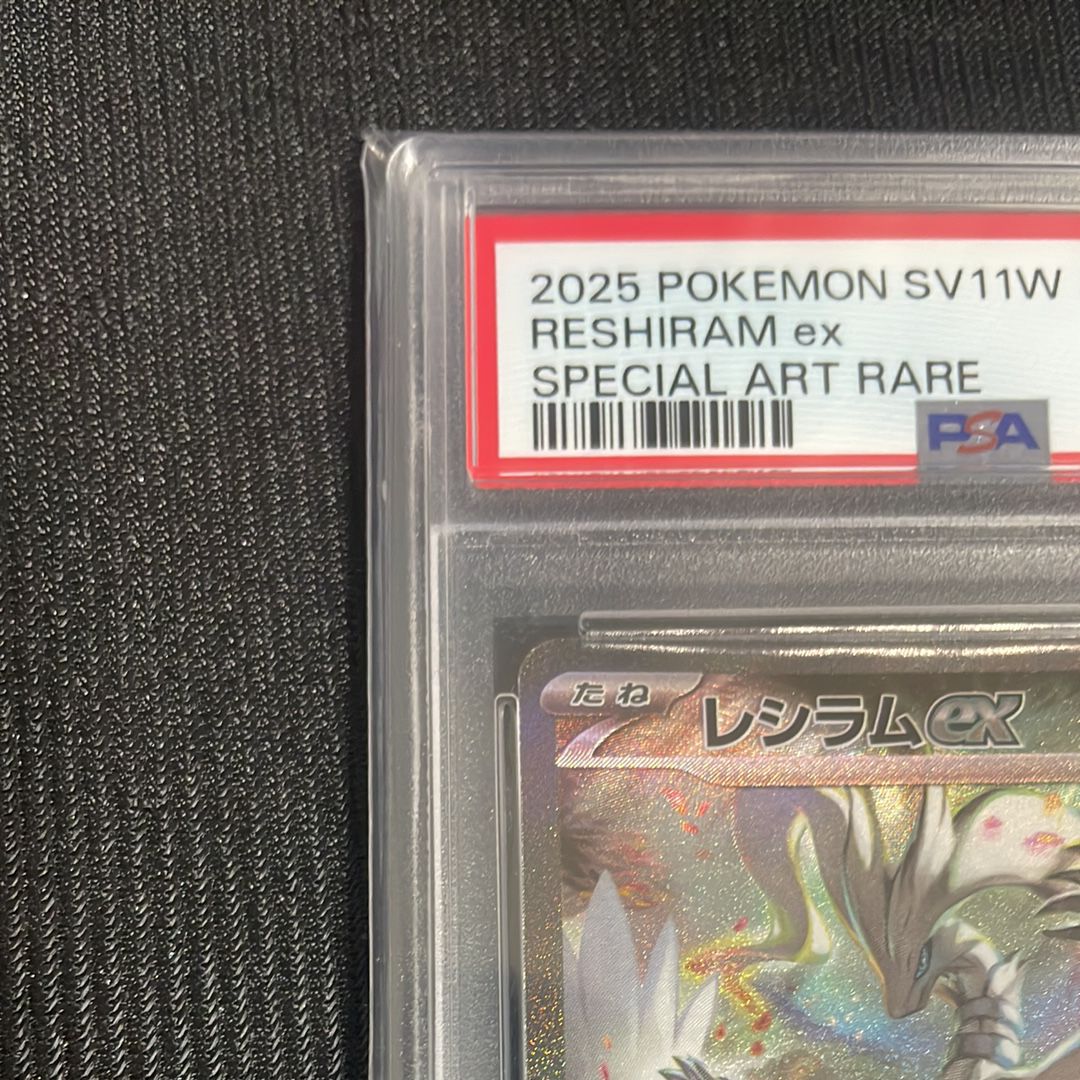 2025 POKEMON SV11W
RESHIRAM ex
SPECIAL ART RARE
PSA
たね
レシラムex